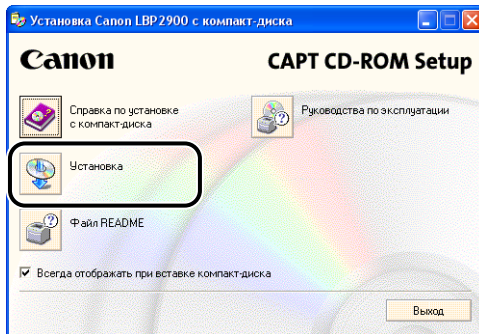 Установка Canon LBP2900 с компакт-диска
Canon
CAPT CD-ROM Setup
Справка по установке
с компакт-диска
Руководства по эксплуатации
Установка
Файл README
Всегда отображать при вставке компакт-диска
Выход